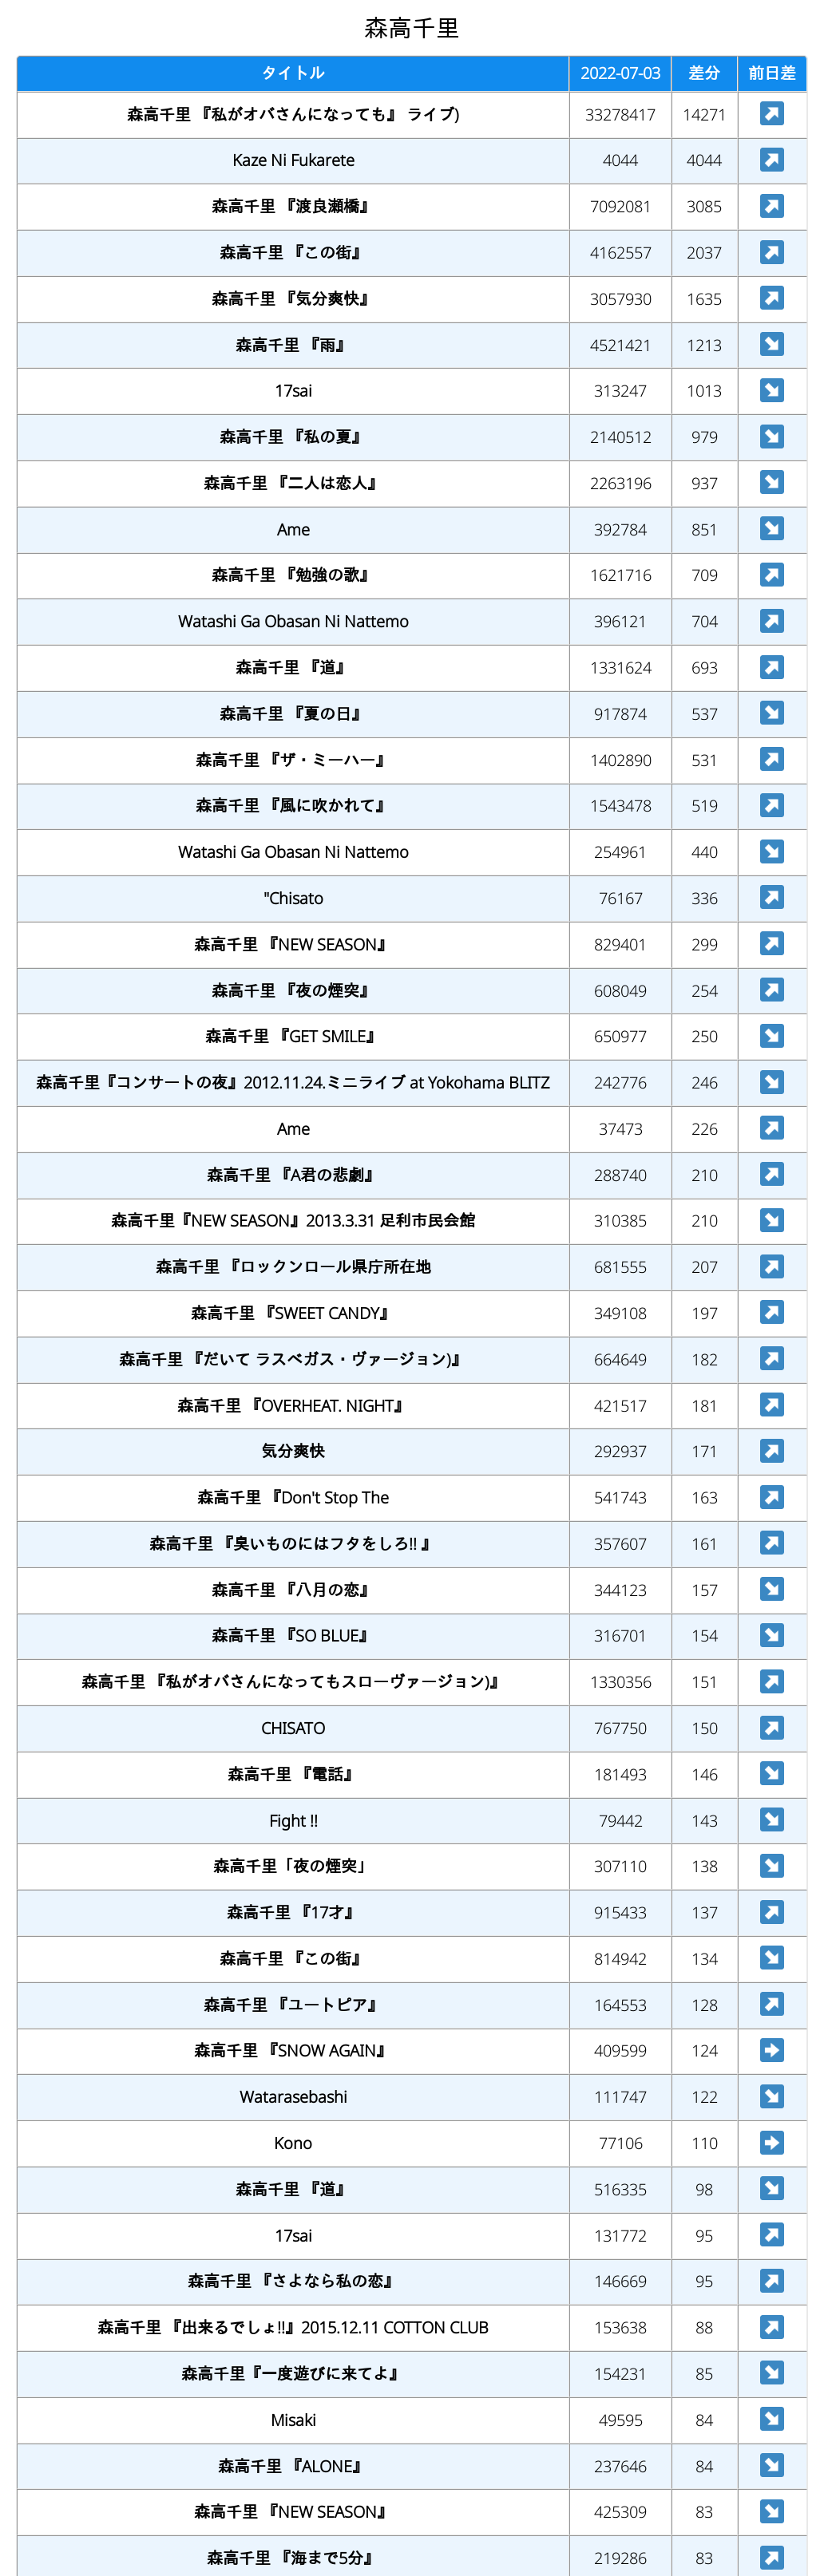 森高千里
タイトル 2022-07-03 差分 前日差
森高千里 『私がオバさんになっても』 ライブ) 33278417 14271
Kaze Ni Fukarete 4044 4044
森高千里 『渡良瀬橋』 7092081 3085
森高千里 『この街』 4162557 2037
森高千里 『気分爽快』 3057930 1635
森高千里 『雨』 4521421 1213
17sai 313247 1013
森高千里 『私の夏』 2140512 979
森高千里 『二人は恋人』 2263196 937
Ame 392784 851
森高千里 『勉強の歌』 1621716 709
Watashi Ga Obasan Ni Nattemo 396121 704
森高千里 『道』 1331624 693
森高千里 『夏の日』 917874 537
森高千里 『ザ・ミーハー』 1402890 531
森高千里 『風に吹かれて』 1543478 519
Watashi Ga Obasan Ni Nattemo 254961 440
"Chisato 76167 336
森高千里 『NEW SEASON』 829401 299
森高千里 『夜の煙突』 608049 254
森高千里 『GET SMILE』 650977 250
森高千里『コンサートの夜』2012.11.24.ミニライブ at Yokohama BLITZ 242776 246
Ame 37473 226
森高千里 『A君の悲劇』 288740 210
森高千里『NEW SEASON』2013.3.31 足利市民会館 310385 210
森高千里 『ロックンロール県庁所在地 681555 207
森高千里 『SWEET CANDY』 349108 197
森高千里 『だいて ラスベガス・ヴァージョン)』 664649 182
森高千里 『OVERHEAT. NIGHT』 421517 181
気分爽快 292937 171
森高千里 『Don't Stop The 541743 163
森高千里 『臭いものにはフタをしろ!! 』 357607 161
森高千里 『八月の恋』 344123 157
森高千里 『SO BLUE』 316701 154
森高千里 『私がオバさんになってもスローヴァージョン)』 1330356 151
CHISATO 767750 150
森高千里 『電話』 181493 146
Fight !! 79442 143
森高千里「夜の煙突」 307110 138
森高千里 『17才』 915433 137
森高千里 『この街』 814942 134
森高千里 『ユートピア』 164553 128
森高千里 『SNOW AGAIN』 409599 124
Watarasebashi 111747 122
Kono 77106 110
森高千里 『道』 516335 98
17sai 131772 95
森高千里 『さよなら私の恋』 146669 95
森高千里 『出来るでしょ!!』2015.12.11 COTTON CLUB 153638 88
森高千里『一度遊びに来てよ』 154231 85
Misaki 49595 84
森高千里 『ALONE』 237646 84
森高千里 『NEW SEASON』 425309 83
森高千里 『海まで5分』 219286 83